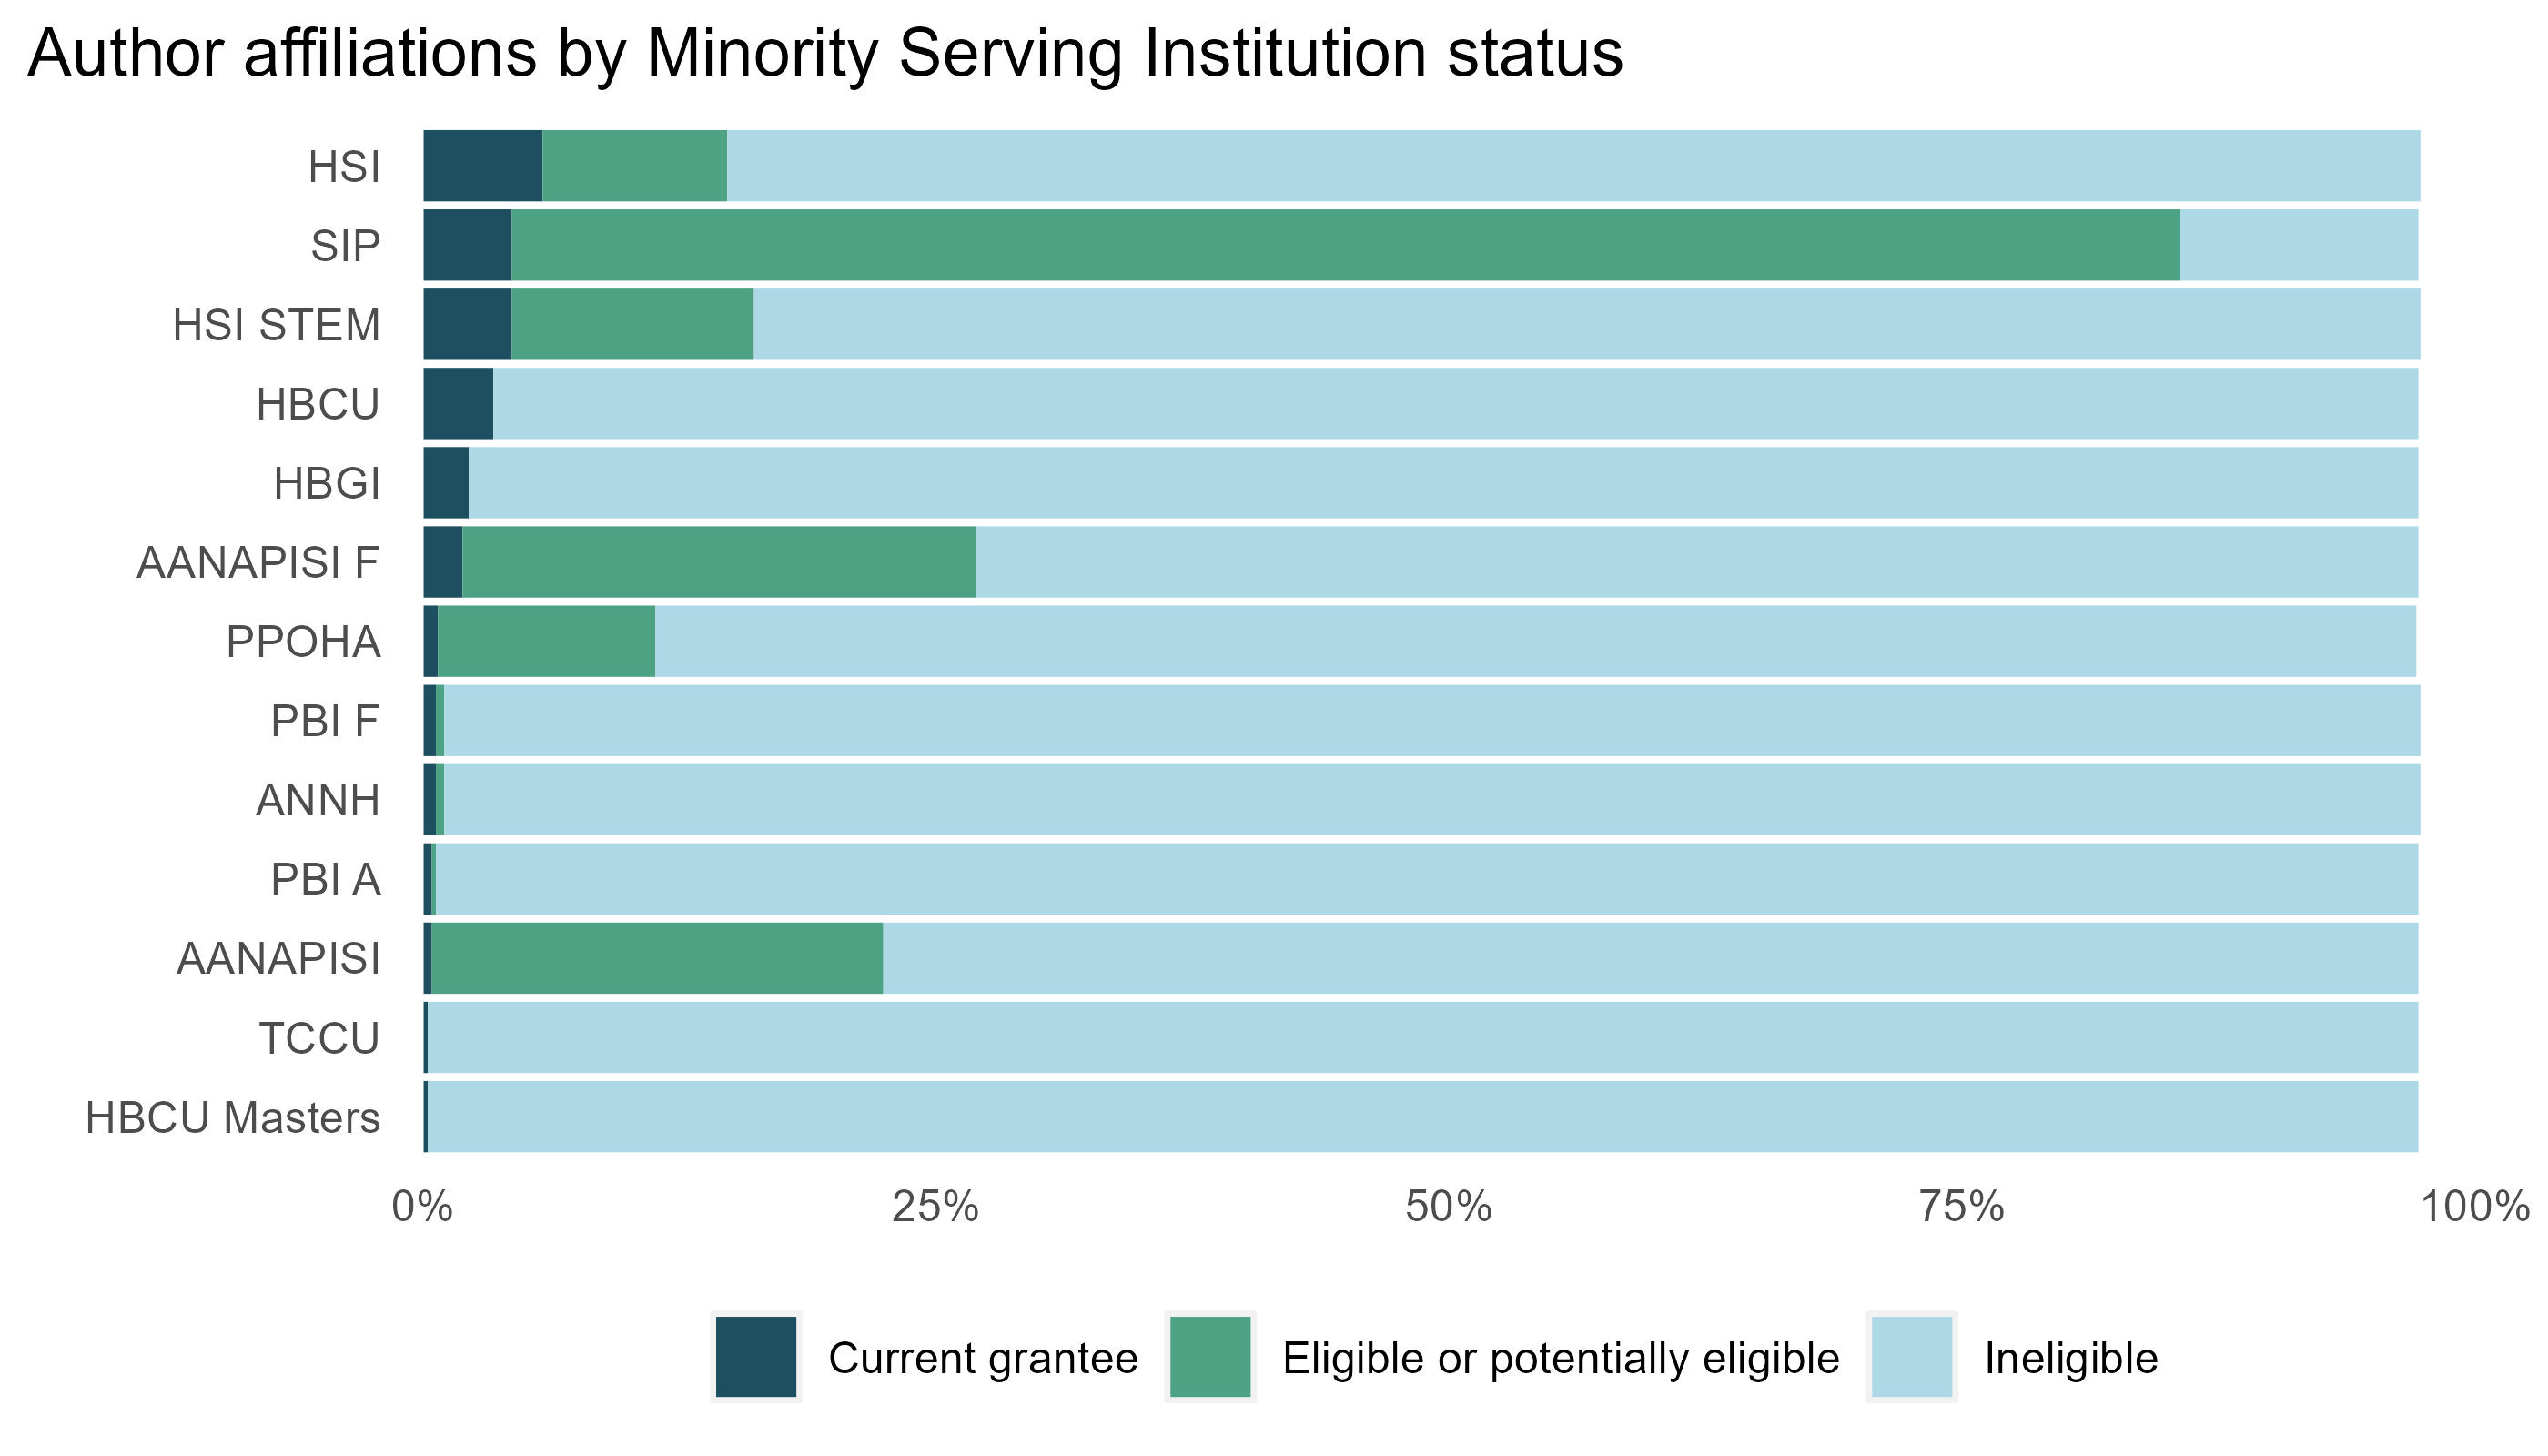 Author affiliations by Minority Serving Institution status
HSI
SIP
HSI STEM
HBCU
HBGI
AANAPISI F
PPOHA
PBI F
ANNH
PBI A
AANAPISI
TCCU
HBCU Masters
0% 25% 50% 75% 100%
Current grantee Eligible or potentially eligible Ineligible